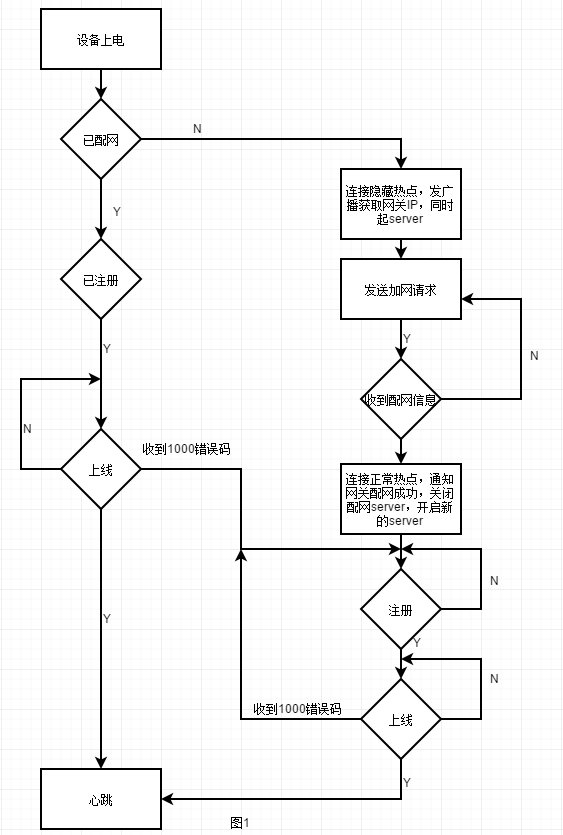 设备上电
已配网
N
连接隐藏热点，发广
播获取网关IP，同时
起server
Y
已注册
发送加网请求
Y
Y
N
收到配网信息
N
收到1000错误码
上线
连接正常热点，通知
网关配网成功，关闭
配网server，开启新
的server
N
注册
Y
Y
N
收到1000错误码
上线
Y
心跳
图1